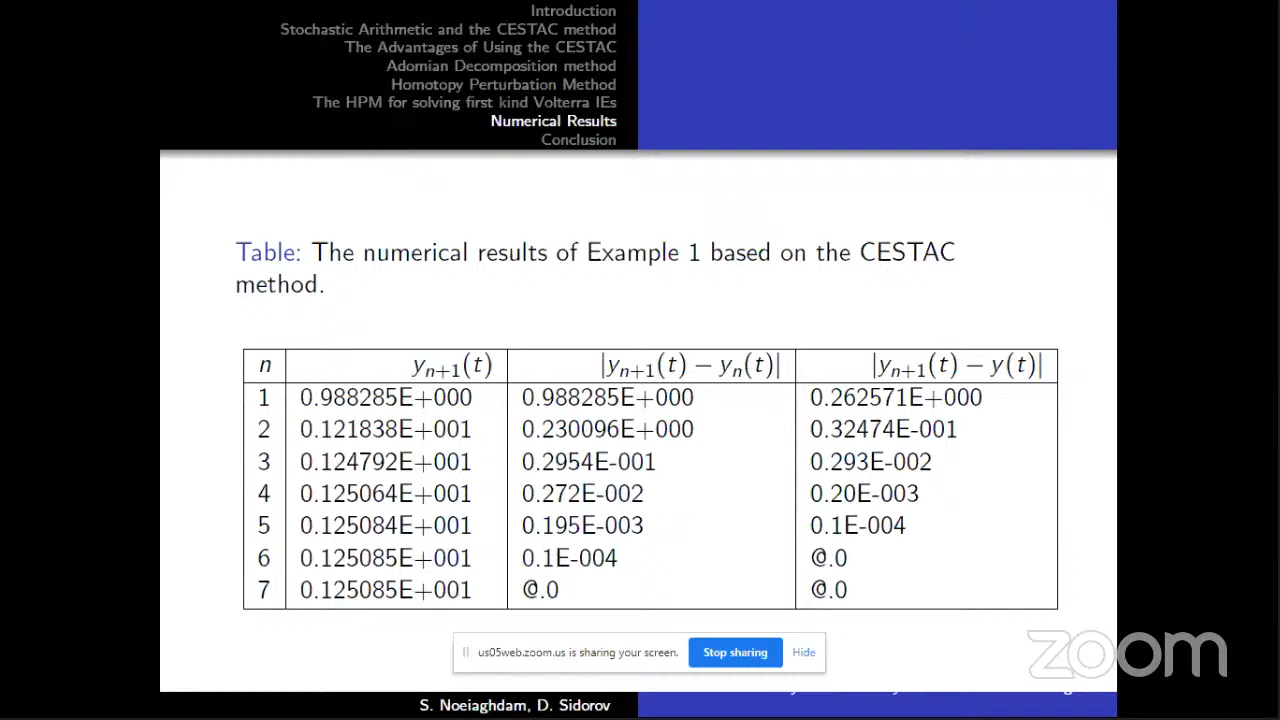 Introduction
Stochastic Arithmetic and the CESTAC method
The Advantages of Using the CESTAC
Adomian Decomposition method
Homotopy Perturbation Method
The HPM for solving first kind Volterra IEs
Numerical Results
Conclusion
Table: The numerical results of Example 1 based on the CESTAC
method.
n yₙ₊₁(t) |yₙ₊₁(t) − yₙ(t)| |yₙ₊₁(t) − y(t)|
1 0.988285E+000 0.988285E+000 0.262571E+000
2 0.121838E+001 0.230096E+000 0.32474E-001
3 0.124792E+001 0.2954E-001 0.293E-002
4 0.125064E+001 0.272E-002 0.20E-003
5 0.125084E+001 0.195E-003 0.1E-004
6 0.125085E+001 0.1E-004 @.0
7 0.125085E+001 @.0 @.0
us05web.zoom.us is sharing your screen. Stop sharing Hide
zoom
S. Noeiaghdam, D. Sidorov